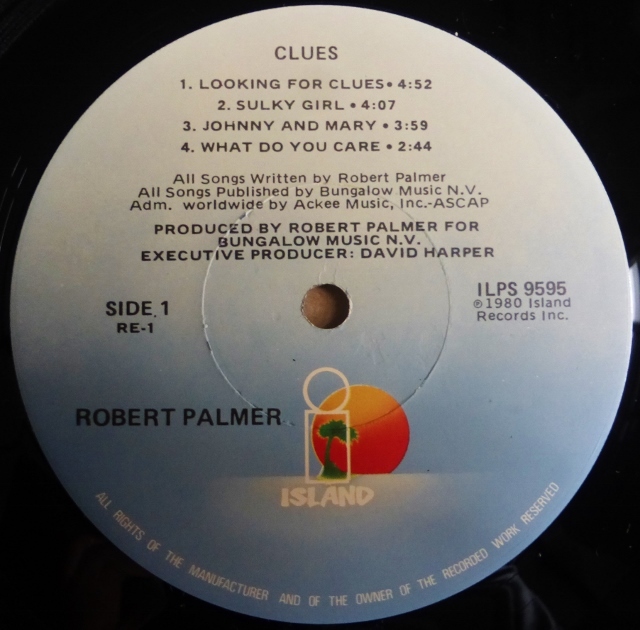 CLUES
1. LOOKING FOR CLUES • 4:52
2. SULKY GIRL • 4:07
3. JOHNNY AND MARY • 3:59
4. WHAT DO YOU CARE • 2:44
All Songs Written by Robert Palmer
All Songs Published by Bungalow Music N.V.
Adm. worldwide by Ackee Music, Inc.-ASCAP
PRODUCED BY ROBERT PALMER FOR
BUNGALOW MUSIC N.V.
EXECUTIVE PRODUCER: DAVID HARPER
SIDE 1
RE-1
ILPS 9595
℗1980 Island
Records Inc.
ROBERT PALMER
ISLAND
ALL RIGHTS OF THE MANUFACTURER AND OF THE OWNER OF THE RECORDED WORK RESERVED